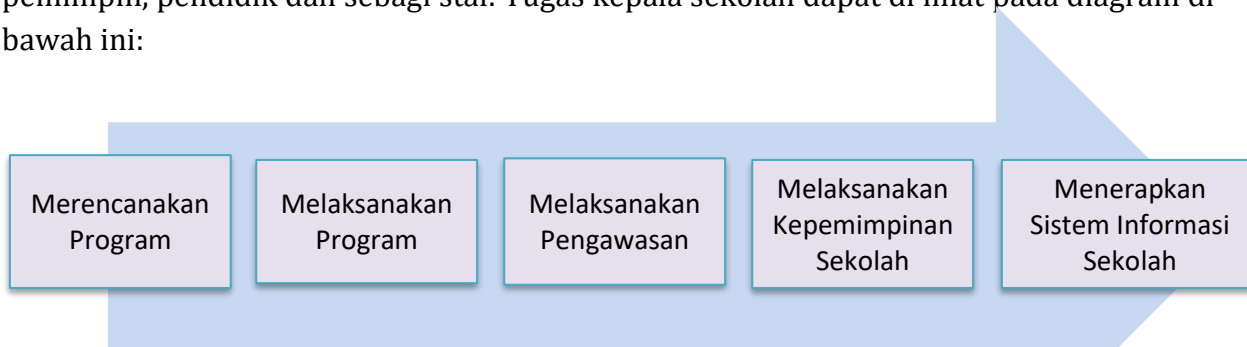 pemimpin, pendidik dan sebagi staf. Tugas kepala sekolah dapat di lihat pada diagram di
bawah ini:
Merencanakan
Program
Melaksanakan
Program
Melaksanakan
Pengawasan
Melaksanakan
Kepemimpinan
Sekolah
Menerapkan
Sistem Informasi
Sekolah